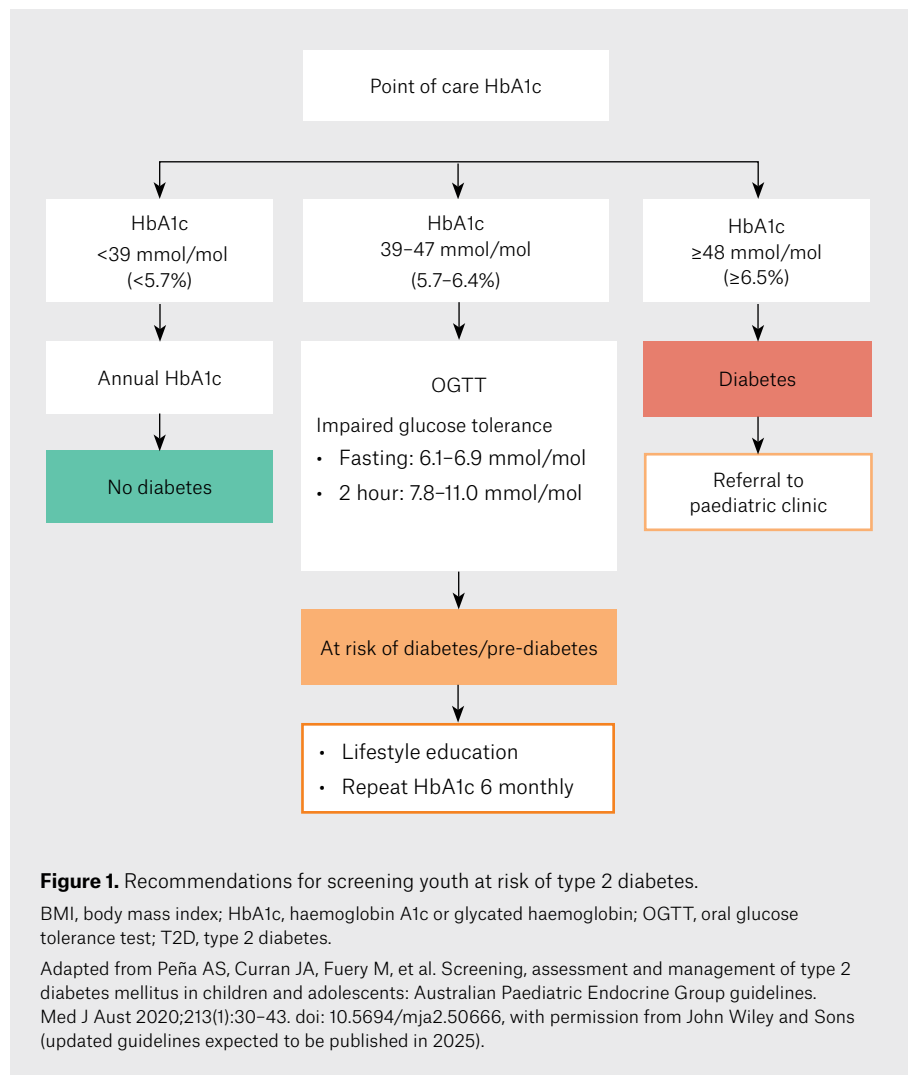 Point of care HbA1c
HbA1c
<39 mmol/mol
(<5.7%)
HbA1c
39–47 mmol/mol
(5.7–6.4%)
HbA1c
≥48 mmol/mol
(≥6.5%)
Annual HbA1c
No diabetes
OGTT
Impaired glucose tolerance
• Fasting: 6.1–6.9 mmol/mol
• 2 hour: 7.8–11.0 mmol/mol
At risk of diabetes/pre-diabetes
• Lifestyle education
• Repeat HbA1c 6 monthly
Diabetes
Referral to
paediatric clinic
Figure 1. Recommendations for screening youth at risk of type 2 diabetes.
BMI, body mass index; HbA1c, haemoglobin A1c or glycated haemoglobin; OGTT, oral glucose
tolerance test; T2D, type 2 diabetes.
Adapted from Peña AS, Curran JA, Fuery M, et al. Screening, assessment and management of type 2
diabetes mellitus in children and adolescents: Australian Paediatric Endocrine Group guidelines.
Med J Aust 2020;213(1):30–43. doi: 10.5694/mja2.50666, with permission from John Wiley and Sons
(updated guidelines expected to be published in 2025).